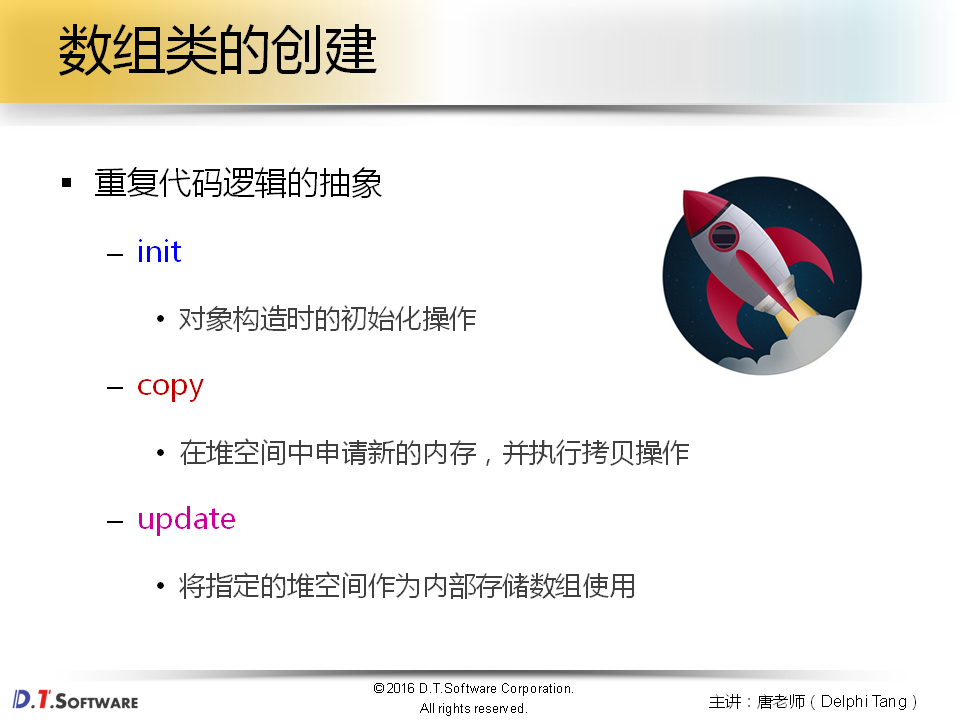 数组类的创建
▪ 重复代码逻辑的抽象
– init
• 对象构造时的初始化操作
– copy
• 在堆空间中申请新的内存，并执行拷贝操作
– update
• 将指定的堆空间作为内部存储数组使用
D.T.SOFTWARE
©2016 D.T.Software Corporation.
All rights reserved.
主讲：唐老师（Delphi Tang）